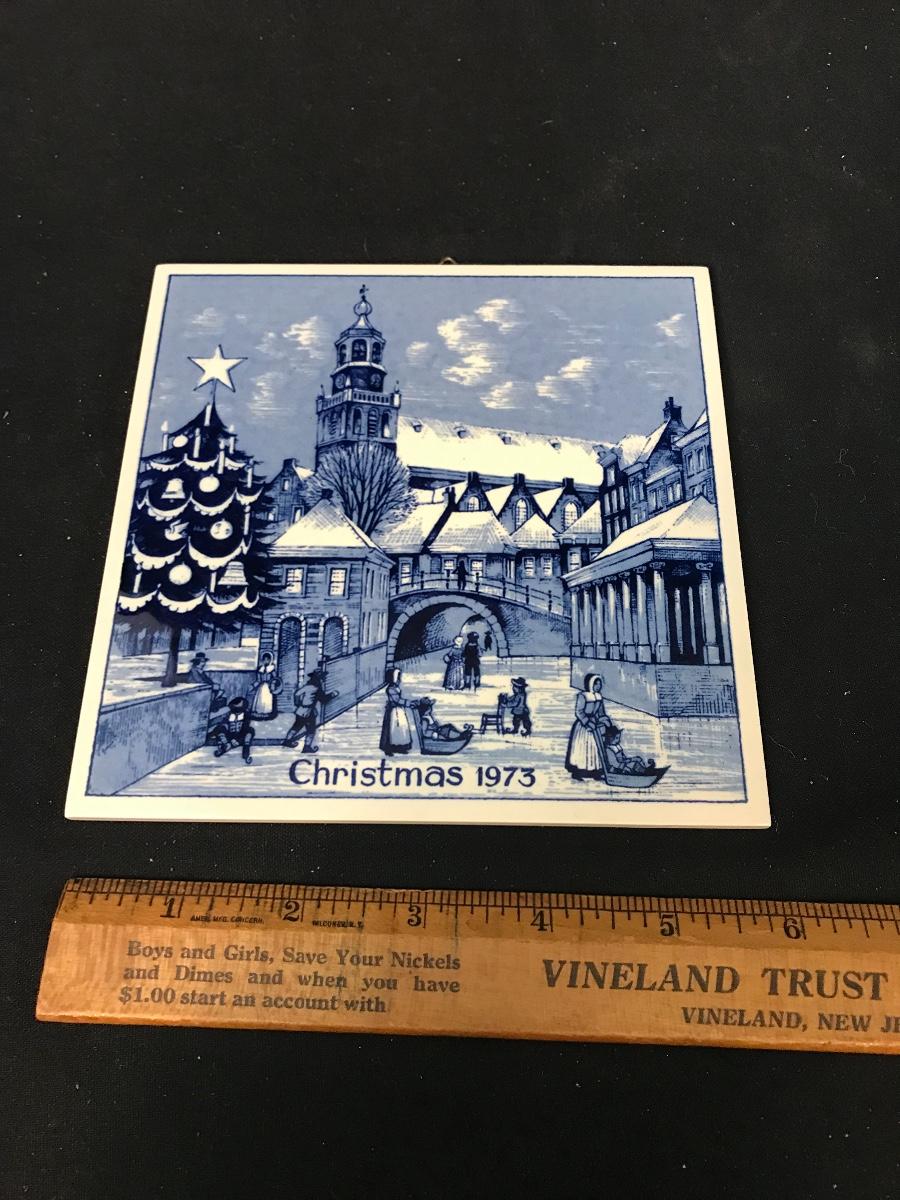 Christmas 1973
1 2 3 4 5 6
Boys and Girls, Save Your Nickels
and Dimes and when you have
$1.00 start an account with
VINELAND TRUST
VINELAND, NEW JE